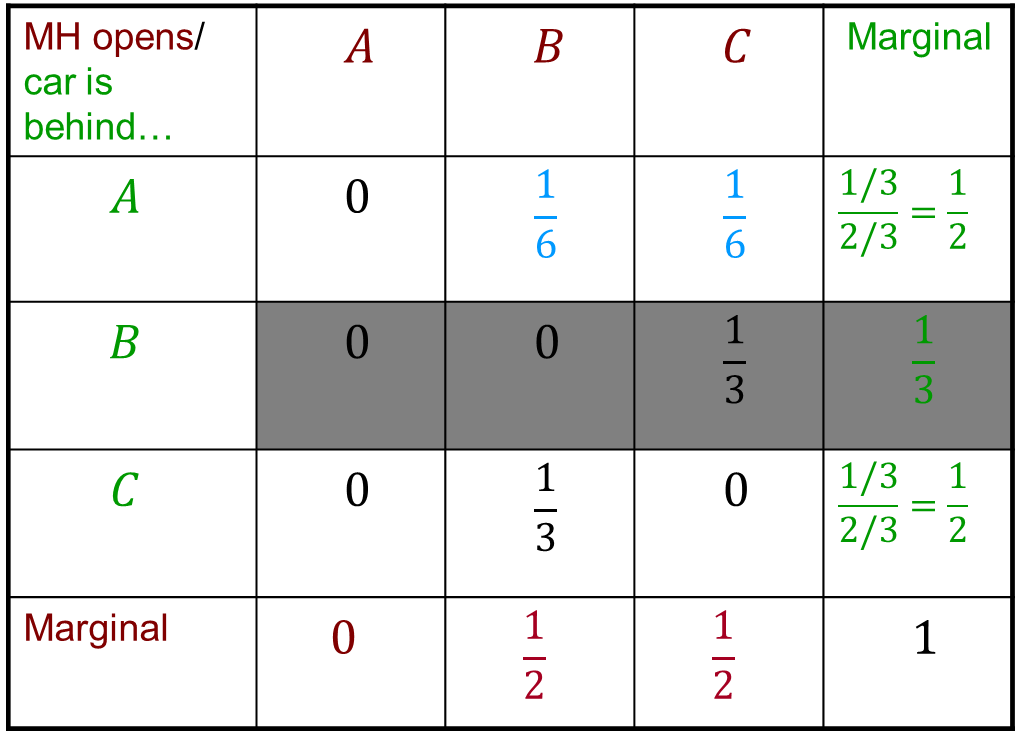 MH opens/ A B C Marginal
car is
behind…
A 0 1/6 1/6 1/3/2/3 = 1/2
B 0 0 1/3 1/3
C 0 1/3 0 1/3/2/3 = 1/2
Marginal 0 1/2 1/2 1